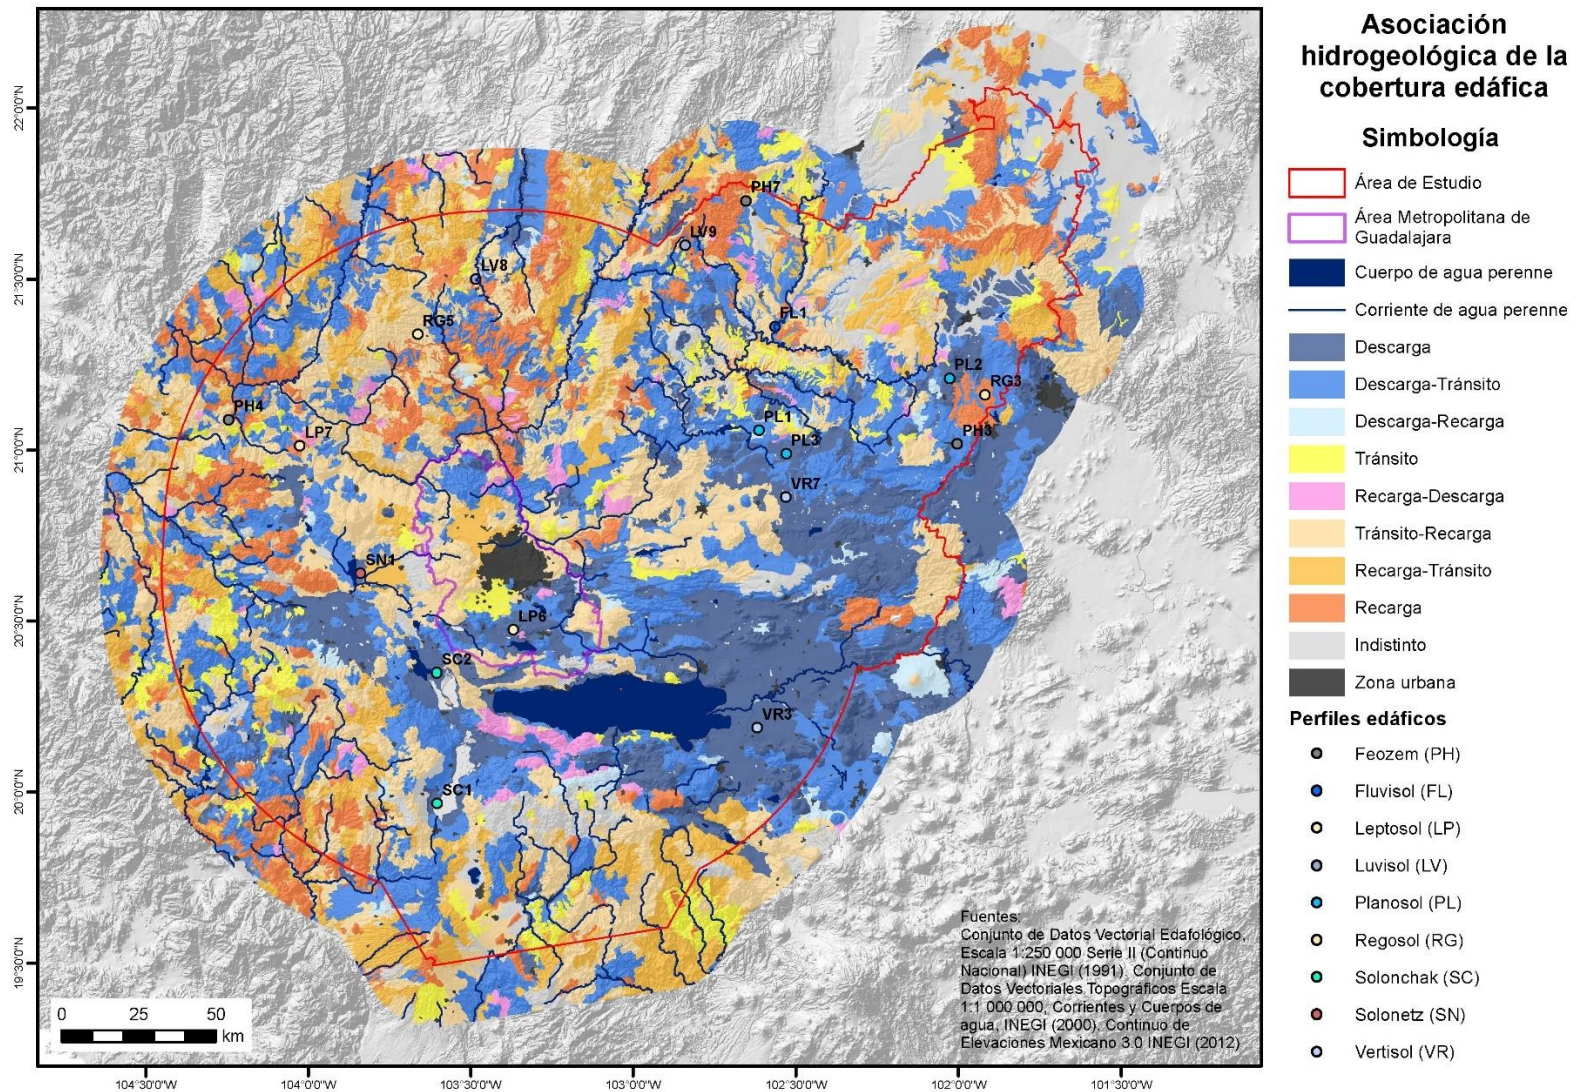 Asociación
hidrogeológica de la
cobertura edáfica
Simbología
Área de Estudio
Área Metropolitana de
Guadalajara
Cuerpo de agua perenne
Corriente de agua perenne
Descarga
Descarga-Tránsito
Descarga-Recarga
Tránsito
Recarga-Descarga
Tránsito-Recarga
Recarga-Tránsito
Recarga
Indistinto
Zona urbana
Perfiles edáficos
Feozem (PH)
Fluvisol (FL)
Leptosol (LP)
Luvisol (LV)
Planosol (PL)
Regosol (RG)
Solonchak (SC)
Solonetz (SN)
Vertisol (VR)
22°0'0"N
21°30'0"N
21°0'0"N
20°30'0"N
20°0'0"N
19°30'0"N
PH7
LV9
LV8
RG5
FL1
PL2
RG3
PH4
LP7
PL1
PL3
PH3
VR7
SN1
LP6
SC2
VR3
SC1
Fuentes:
Conjunto de Datos Vectorial Edafológico,
Escala 1:250 000 Serie II (Continuo
Nacional) INEGI (1991), Conjunto de
Datos Vectoriales Topográficos Escala
1:1 000 000, Corrientes y Cuerpos de
agua, INEGI (2000). Continuo de
Elevaciones Mexicano 3.0 INEGI (2012)
0 25 50
km
104°30'0"W 104°0'0"W 103°30'0"W 103°0'0"W 102°30'0"W 102°0'0"W 101°30'0"W